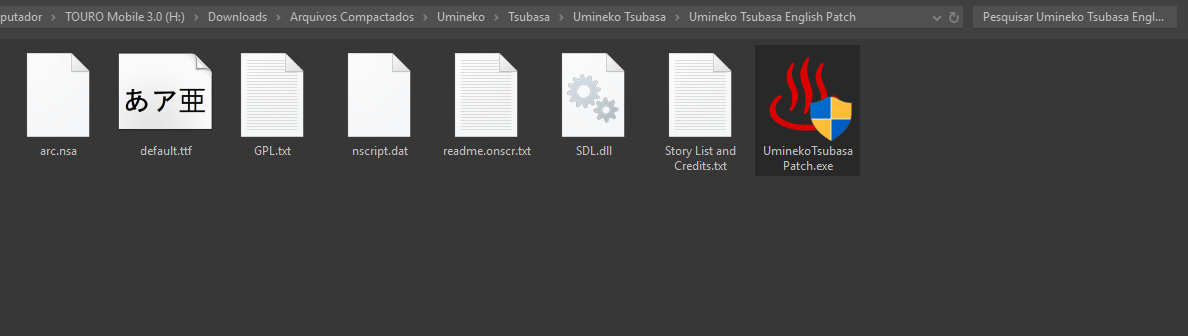 putador > TOURO Mobile 3.0 (H:) > Downloads > Arquivos Compactados > Umineko > Tsubasa > Umineko Tsubasa > Umineko Tsubasa English Patch
Pesquisar Umineko Tsubasa Engl...
あア亜
arc.nsa
default.ttf
GPL.txt
nscript.dat
readme.onscr.txt
SDL.dll
Story List and
Credits.txt
UminekoTsubasa
Patch.exe